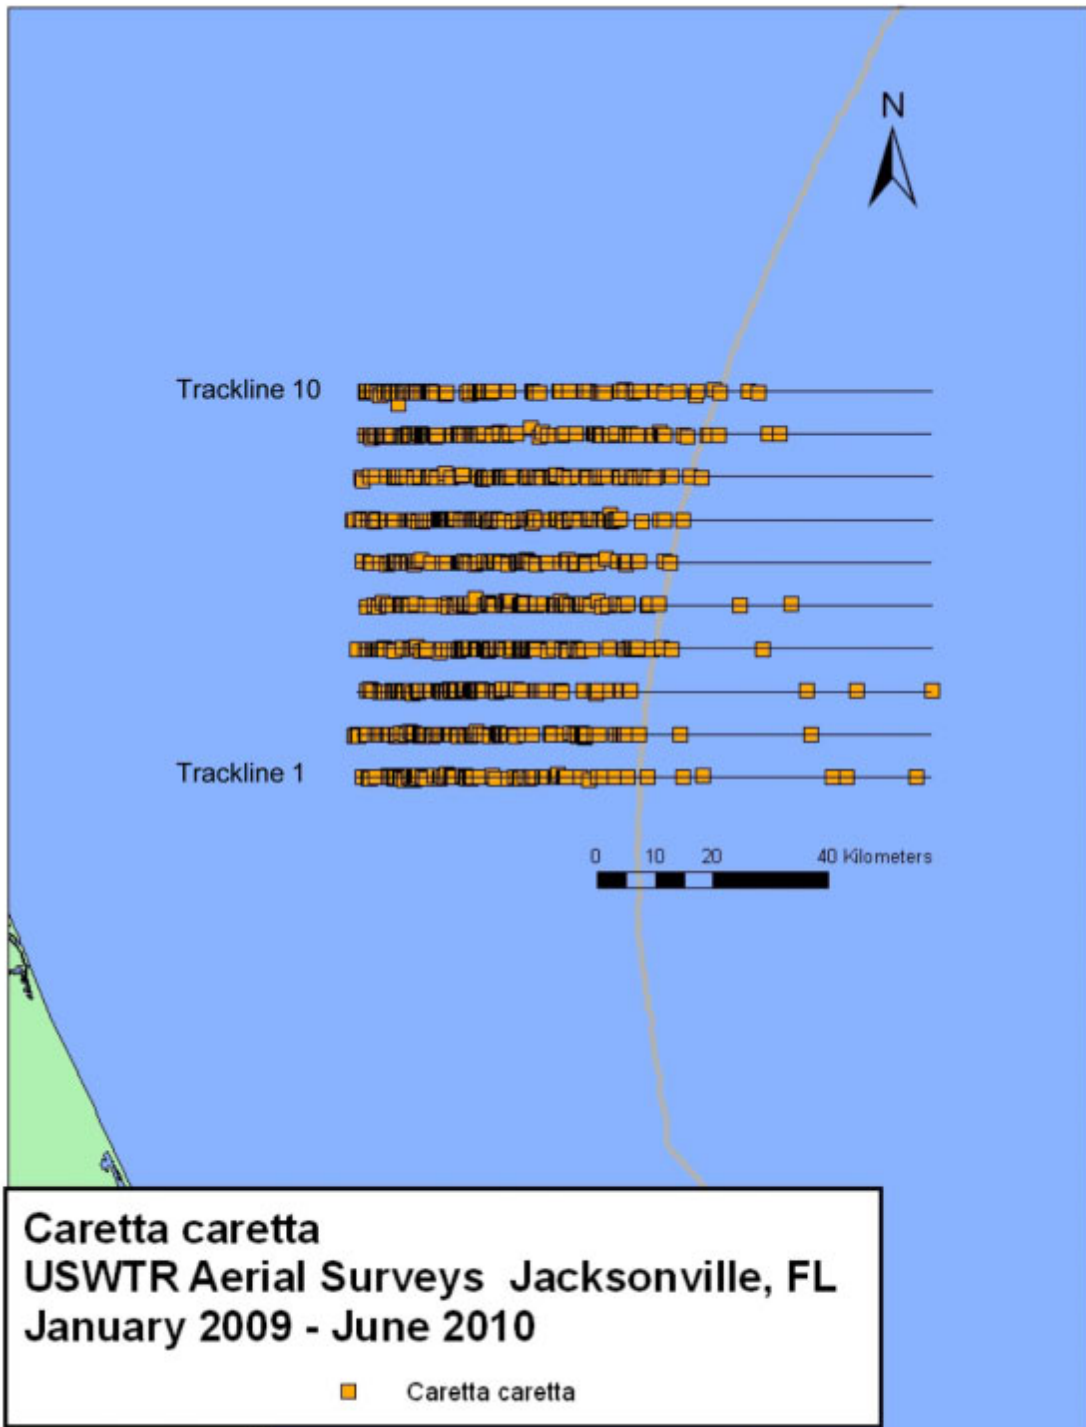 N
Trackline 10
Trackline 1
0 10 20 40 Kilometers
Caretta caretta
USWTR Aerial Surveys Jacksonville, FL
January 2009 - June 2010
Caretta caretta